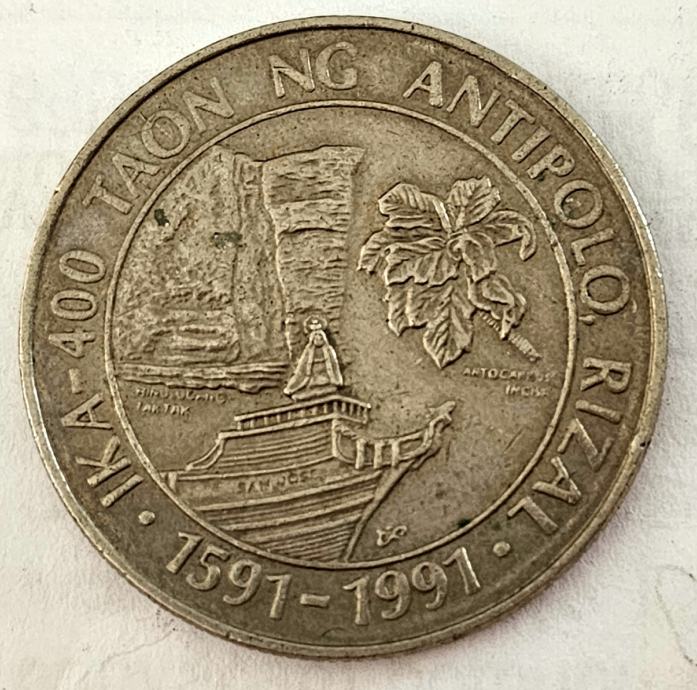 IKA-400 TAON NG ANTIPOLO, RIZAL
HINULUGANG
TAKTAK
ARTOCARPUS
INCISA
SAN JOSE
• 1591-1991 •